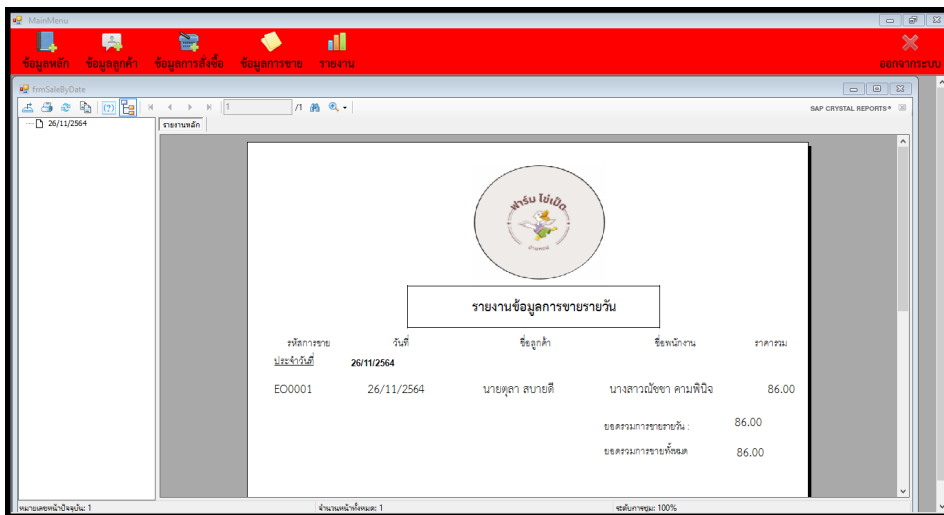 MainMenu
ข้อมูลหลัก ข้อมูลลูกค้า ข้อมูลการสั่งซื้อ ข้อมูลการขาย รายงาน ออกจากระบบ
frmSaleByDate
1 /1 SAP CRYSTAL REPORTS®
26/11/2564 รายงานหลัก
ฟาร์ม ไข่เป็ด
รายงานข้อมูลการขายรายวัน
รหัสการขาย วันที่ ชื่อลูกค้า ชื่อพนักงาน ราคารวม
ประจำวันที่ 26/11/2564
EO0001 26/11/2564 นายตุลา สบายดี นางสาวณัชชา คามพินิจ 86.00
ยอดรวมการขายรายวัน : 86.00
ยอดรวมการขายทั้งหมด 86.00
หมายเลขหน้าปัจจุบัน: 1 จำนวนหน้าทั้งหมด: 1 ระดับการซูม: 100%